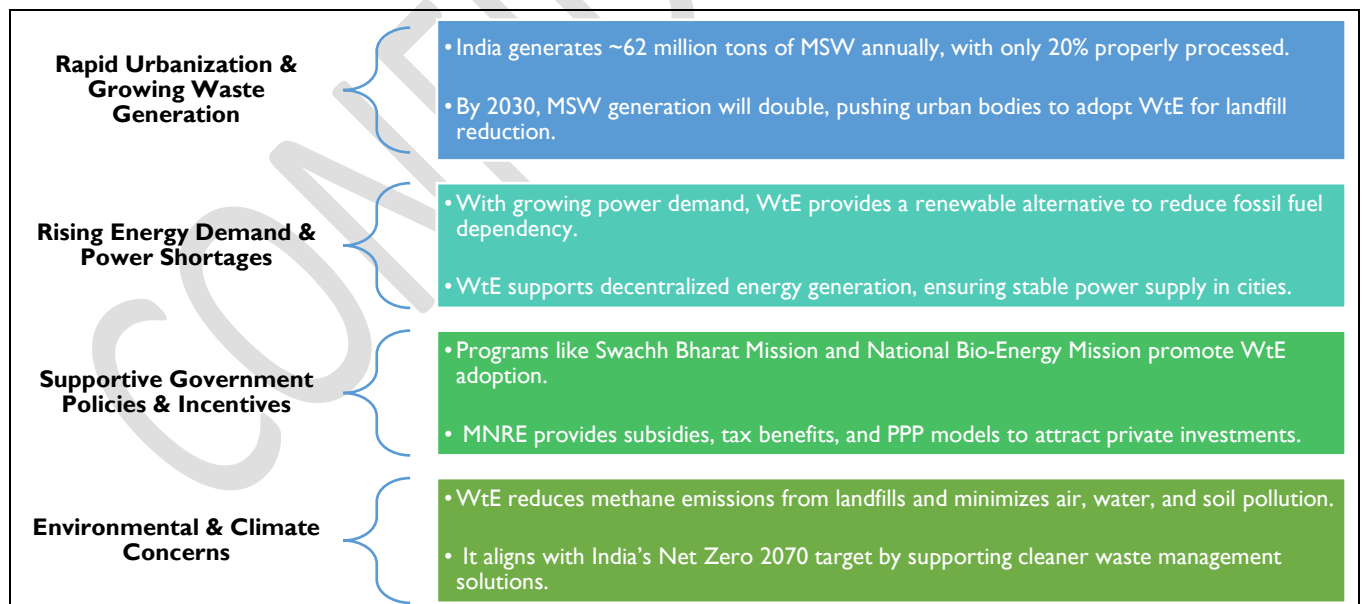 Rapid Urbanization &
Growing Waste
Generation
• India generates ~62 million tons of MSW annually, with only 20% properly processed.
• By 2030, MSW generation will double, pushing urban bodies to adopt WtE for landfill
reduction.
Rising Energy Demand &
Power Shortages
• With growing power demand, WtE provides a renewable alternative to reduce fossil fuel
dependency.
• WtE supports decentralized energy generation, ensuring stable power supply in cities.
Supportive Government
Policies & Incentives
• Programs like Swachh Bharat Mission and National Bio-Energy Mission promote WtE
adoption.
• MNRE provides subsidies, tax benefits, and PPP models to attract private investments.
Environmental & Climate
Concerns
• WtE reduces methane emissions from landfills and minimizes air, water, and soil pollution.
• It aligns with India's Net Zero 2070 target by supporting cleaner waste management
solutions.